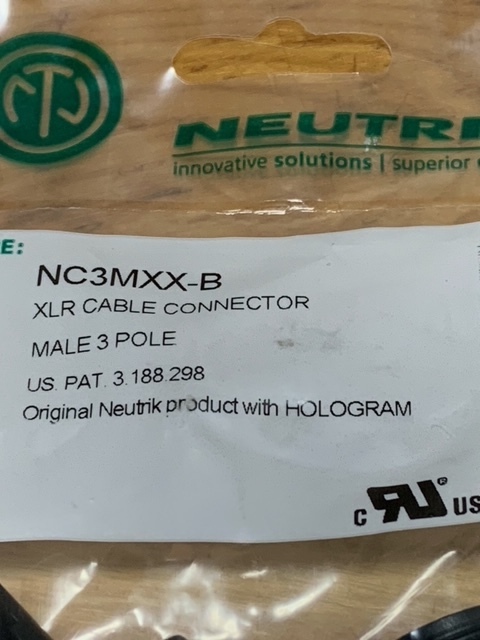 NEUTRI
innovative solutions | superior
E:
NC3MXX-B
XLR CABLE CONNECTOR
MALE 3 POLE
US. PAT. 3.188.298
Original Neutrik product with HOLOGRAM
C RU® US